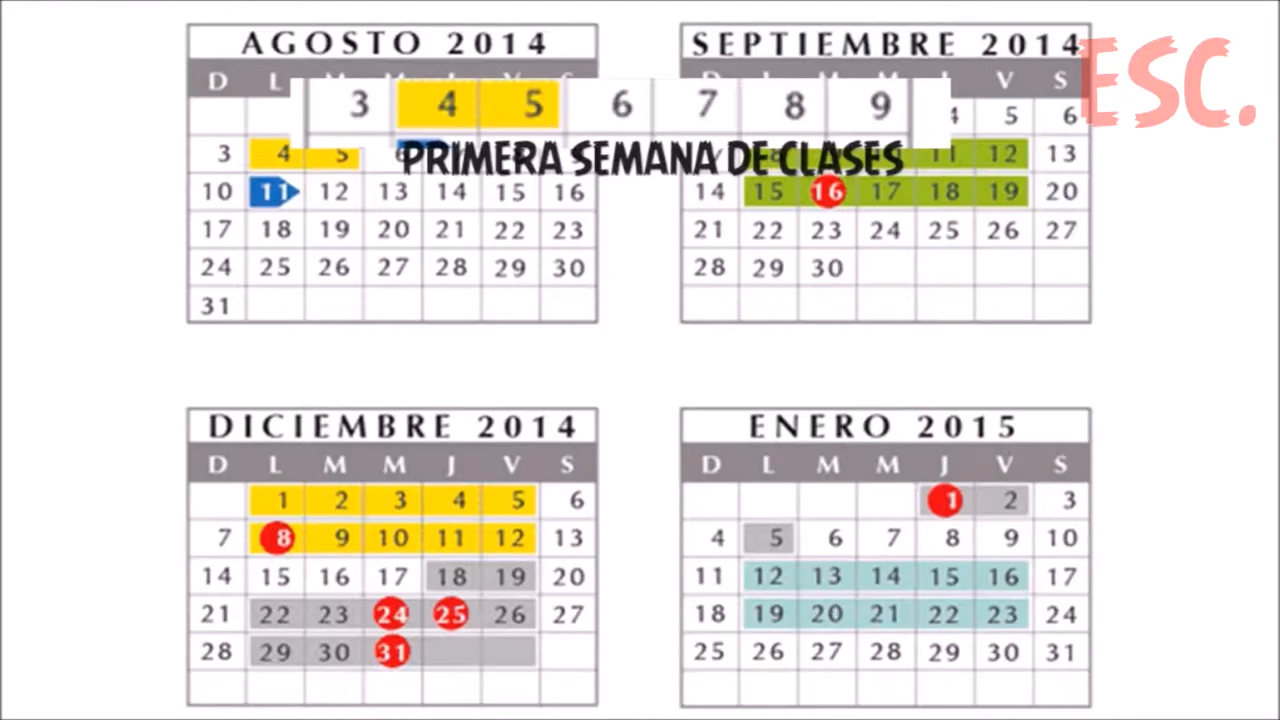 AGOSTO 2014
D L
3 4 5
10 11 12 13 14 15 16
17 18 19 20 21 22 23
24 25 26 27 28 29 30
31
SEPTIEMBRE 2014
V S
4 5 6
11 12 13
14 15 16 17 18 19 20
21 22 23 24 25 26 27
28 29 30
ESC.
3 4 5 6 7 8 9
PRIMERA SEMANA DE CLASES
DICIEMBRE 2014
D L M M J V S
1 2 3 4 5 6
7 8 9 10 11 12 13
14 15 16 17 18 19 20
21 22 23 24 25 26 27
28 29 30 31
ENERO 2015
D L M M J V S
1 2 3
4 5 6 7 8 9 10
11 12 13 14 15 16 17
18 19 20 21 22 23 24
25 26 27 28 29 30 31